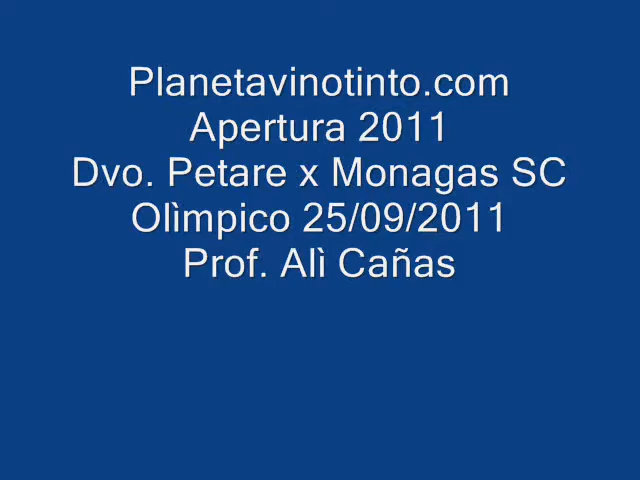 Planetavinotinto.com
Apertura 2011
Dvo. Petare x Monagas SC
Olìmpico 25/09/2011
Prof. Alì Cañas